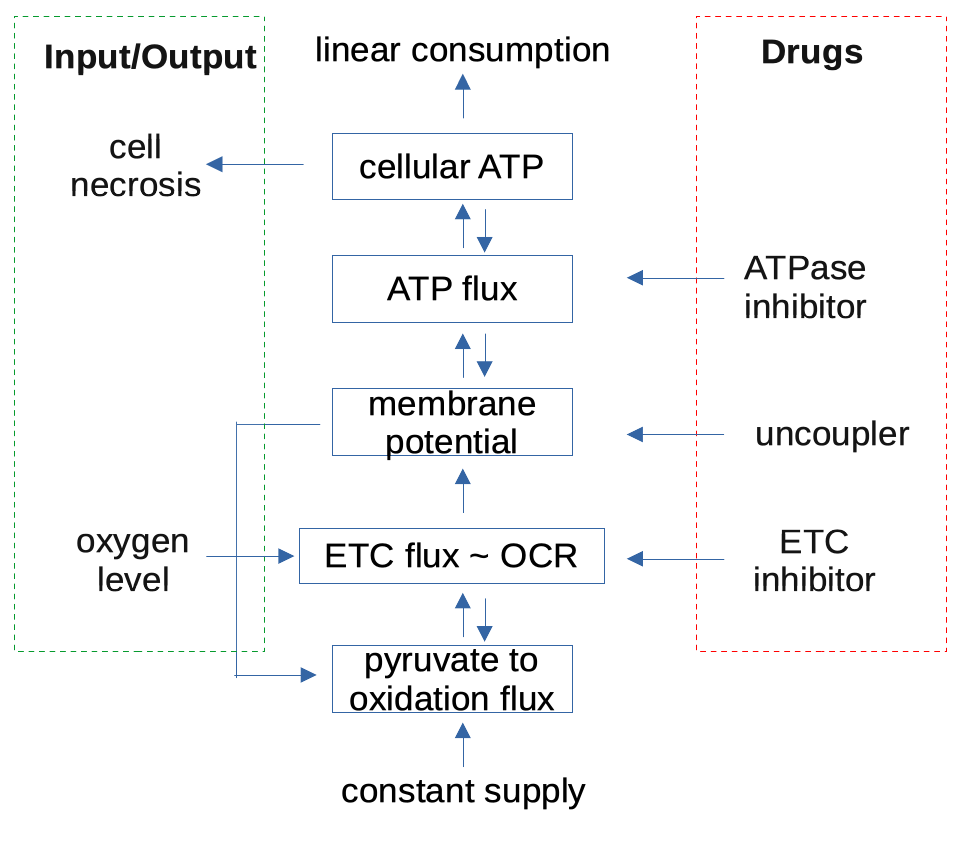 Input/Output
linear consumption
Drugs
cell
necrosis
cellular ATP
ATP flux
ATPase
inhibitor
membrane
potential
uncoupler
oxygen
level
ETC flux ~ OCR
ETC
inhibitor
pyruvate to
oxidation flux
constant supply